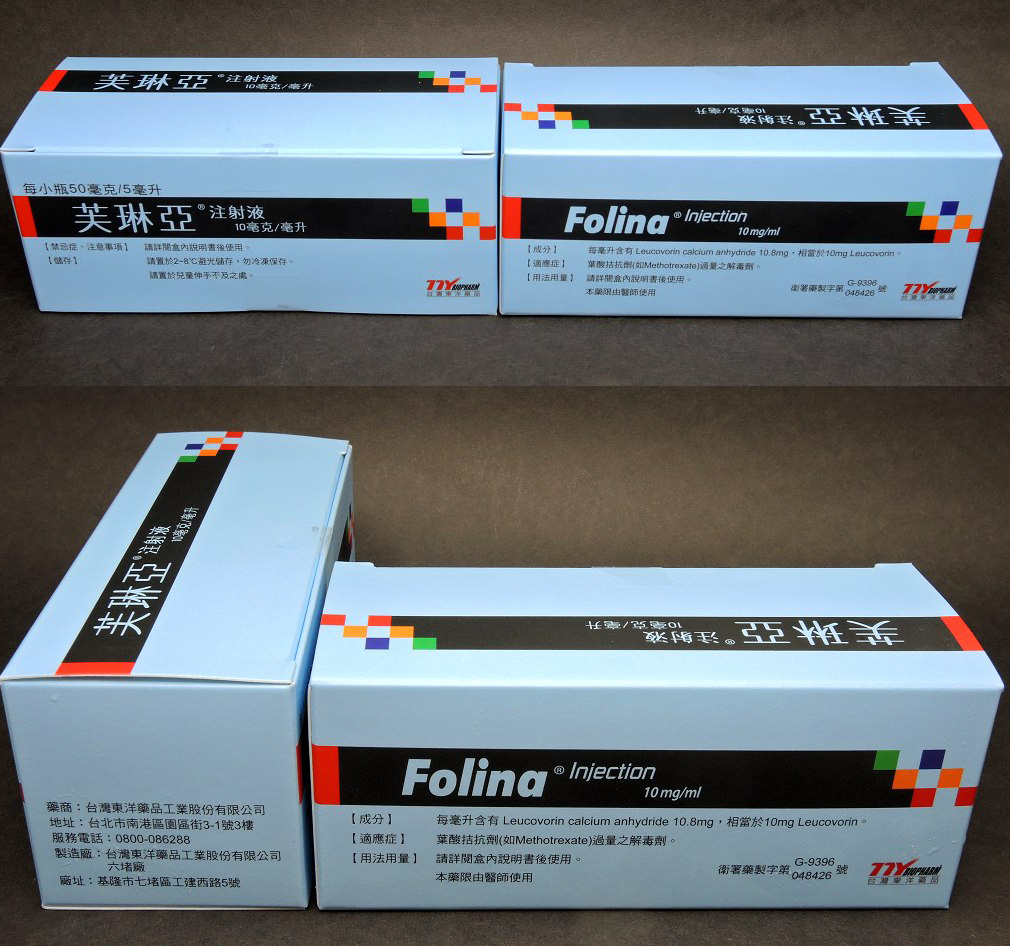 芙琳亞®注射液
10毫克/毫升
每小瓶50毫克/5毫升
芙琳亞®注射液
10毫克/毫升
【禁忌症、注意事項】 請詳閱盒內說明書後使用。
【儲存】 請置於2~8℃避光儲存，勿冷凍保存。
請置於兒童伸手不及之處。
TTY BIOPHARM
台灣東洋藥品
芙琳亞®注射液
10毫克/毫升
Folina® Injection
10 mg/ml
【成分】 每毫升含有 Leucovorin calcium anhydride 10.8mg，相當於10mg Leucovorin。
【適應症】 葉酸拮抗劑(如Methotrexate)過量之解毒劑。
【用法用量】 請詳閱盒內說明書後使用。
本藥限由醫師使用
衛署藥製字第 G-9396 號
048426
TTY BIOPHARM
台灣東洋藥品
芙琳亞®注射液
10毫克/毫升
藥商：台灣東洋藥品工業股份有限公司
地址：台北市南港區園區街3-1號3樓
服務電話：0800-086288
製造廠：台灣東洋藥品工業股份有限公司
六堵廠
廠址：基隆市七堵區工建西路5號
芙琳亞®注射液
10毫克/毫升
Folina® Injection
10 mg/ml
【成分】 每毫升含有 Leucovorin calcium anhydride 10.8mg，相當於10mg Leucovorin。
【適應症】 葉酸拮抗劑(如Methotrexate)過量之解毒劑。
【用法用量】 請詳閱盒內說明書後使用。
本藥限由醫師使用
衛署藥製字第 G-9396 號
048426
TTY BIOPHARM
台灣東洋藥品